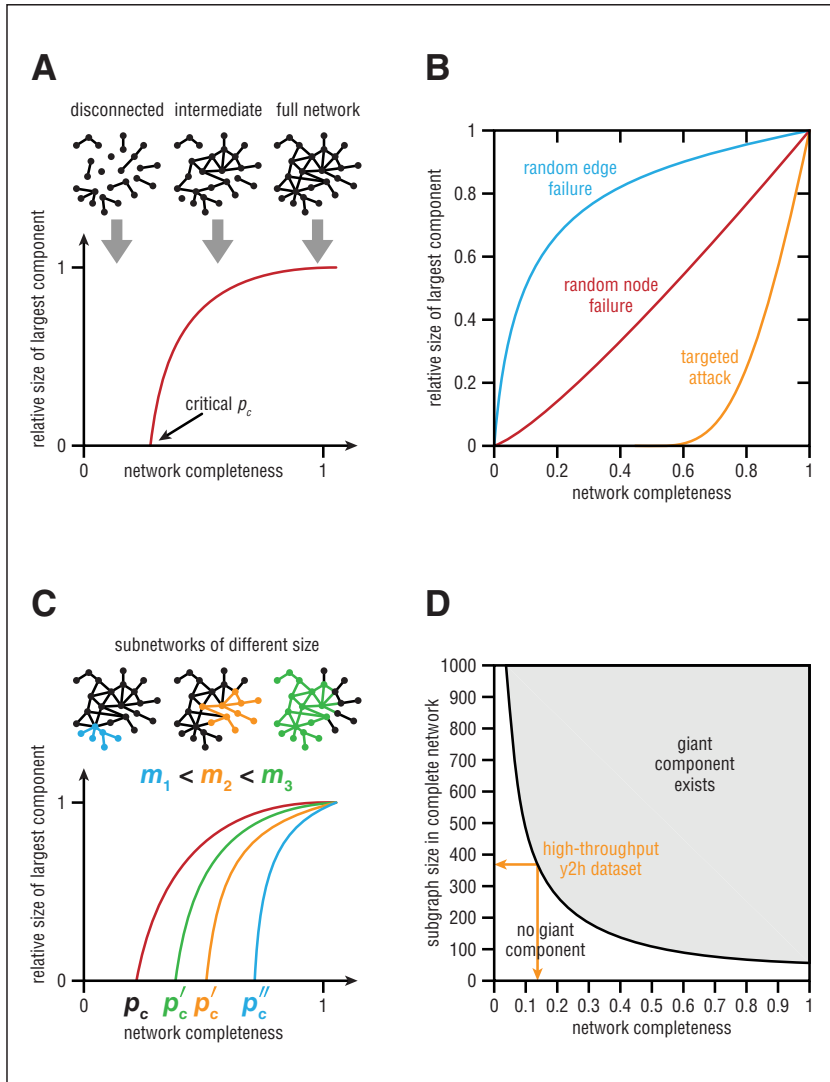 A
disconnected intermediate full network
relative size of largest component
1
0
critical p_c
0
1
network completeness
B
relative size of largest component
1
0.8
0.6
0.4
0.2
0
random edge
failure
random node
failure
targeted
attack
0 0.2 0.4 0.6 0.8 1
network completeness
C
subnetworks of different size
m_1 < m_2 < m_3
relative size of largest component
1
0
0
1
p_c p_c′ p_c′ p_c″
network completeness
D
subgraph size in complete network
1000
900
800
700
600
500
400
300
200
100
0
giant
component
exists
high-throughput
y2h dataset
no giant
component
0 0.1 0.2 0.3 0.4 0.5 0.6 0.7 0.8 0.9 1
network completeness